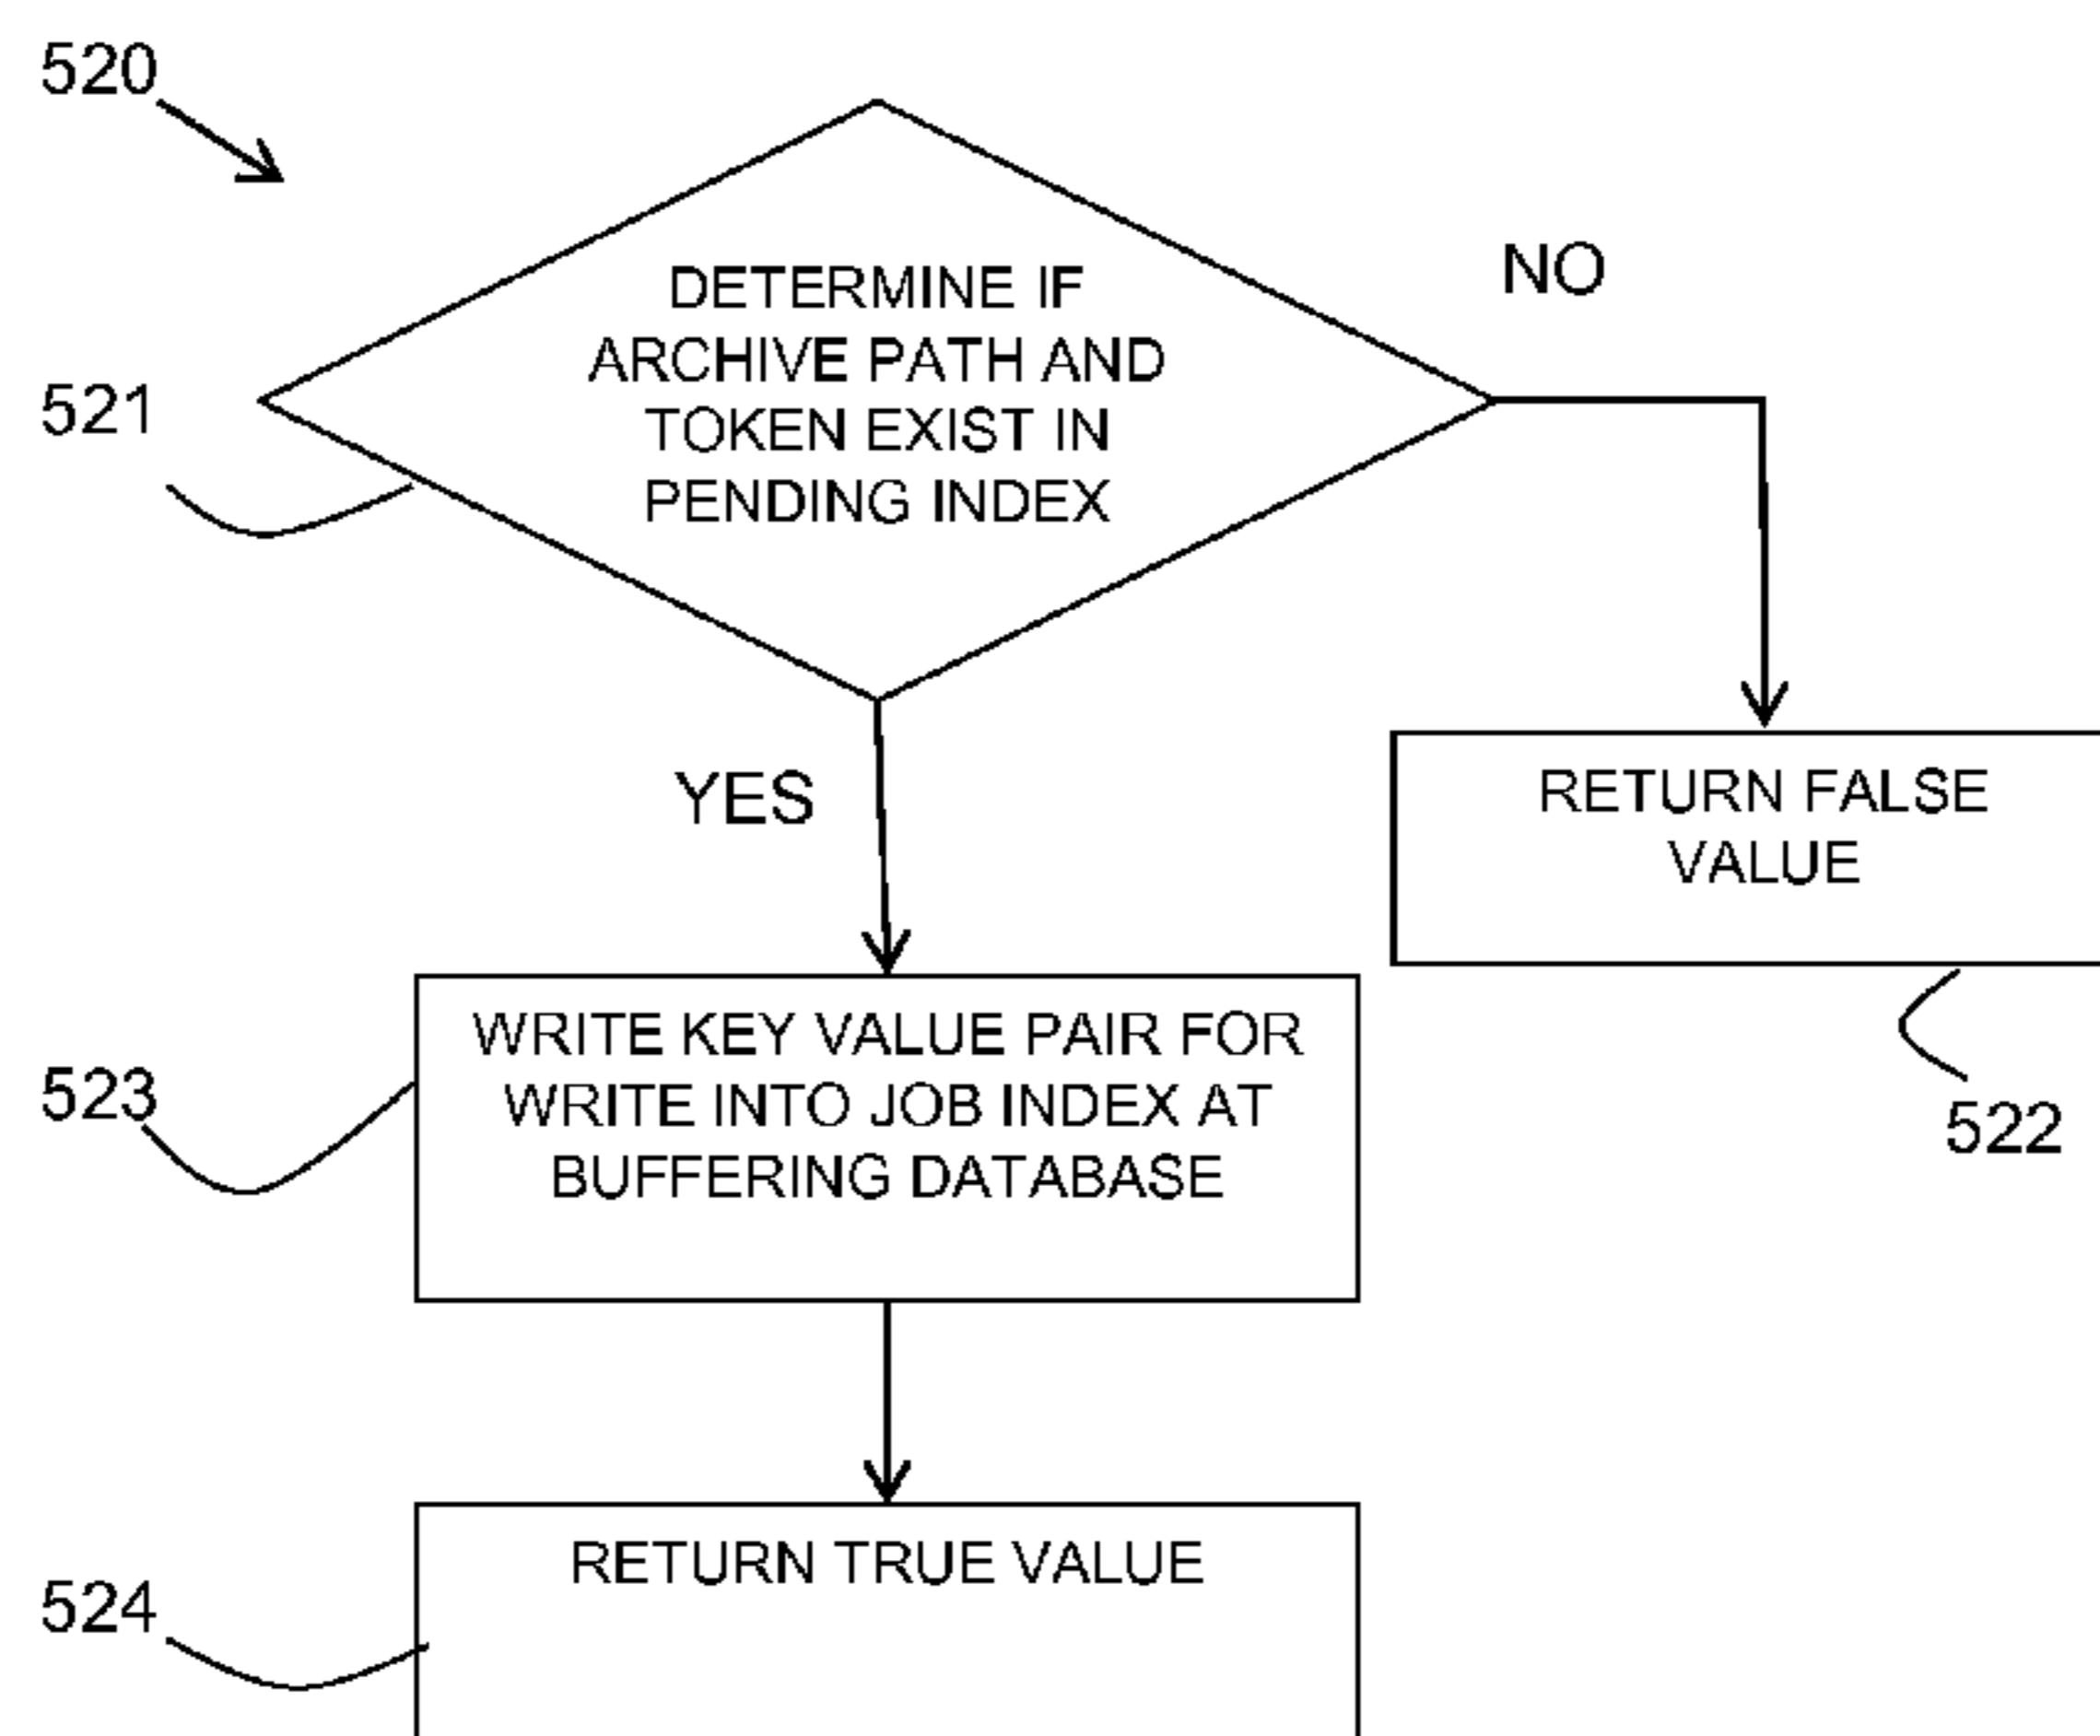 520
DETERMINE IF
ARCHIVE PATH AND
TOKEN EXIST IN
PENDING INDEX
521
NO
YES
RETURN FALSE
VALUE
522
WRITE KEY VALUE PAIR FOR
WRITE INTO JOB INDEX AT
BUFFERING DATABASE
523
RETURN TRUE VALUE
524